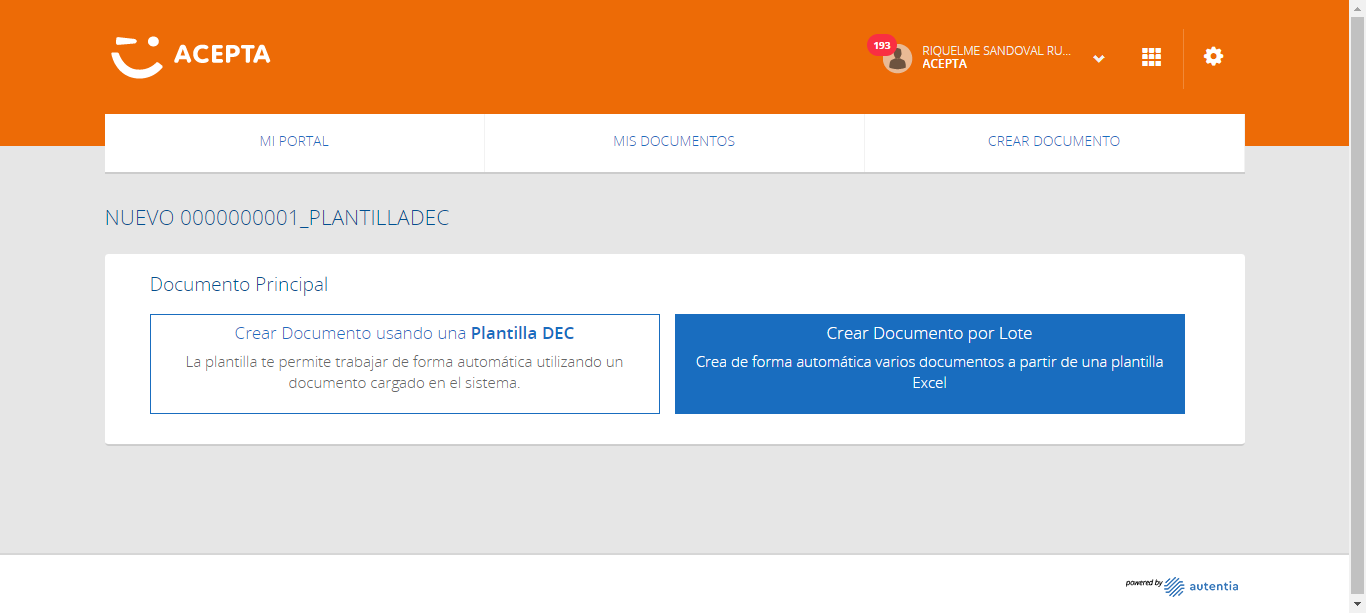 ACEPTA
193
RIQUELME SANDOVAL RU...
ACEPTA
MI PORTAL
MIS DOCUMENTOS
CREAR DOCUMENTO
NUEVO 0000000001_PLANTILLADEC
Documento Principal
Crear Documento usando una Plantilla DEC
La plantilla te permite trabajar de forma automática utilizando un
documento cargado en el sistema.
Crear Documento por Lote
Crea de forma automática varios documentos a partir de una plantilla
Excel
powered by autentia